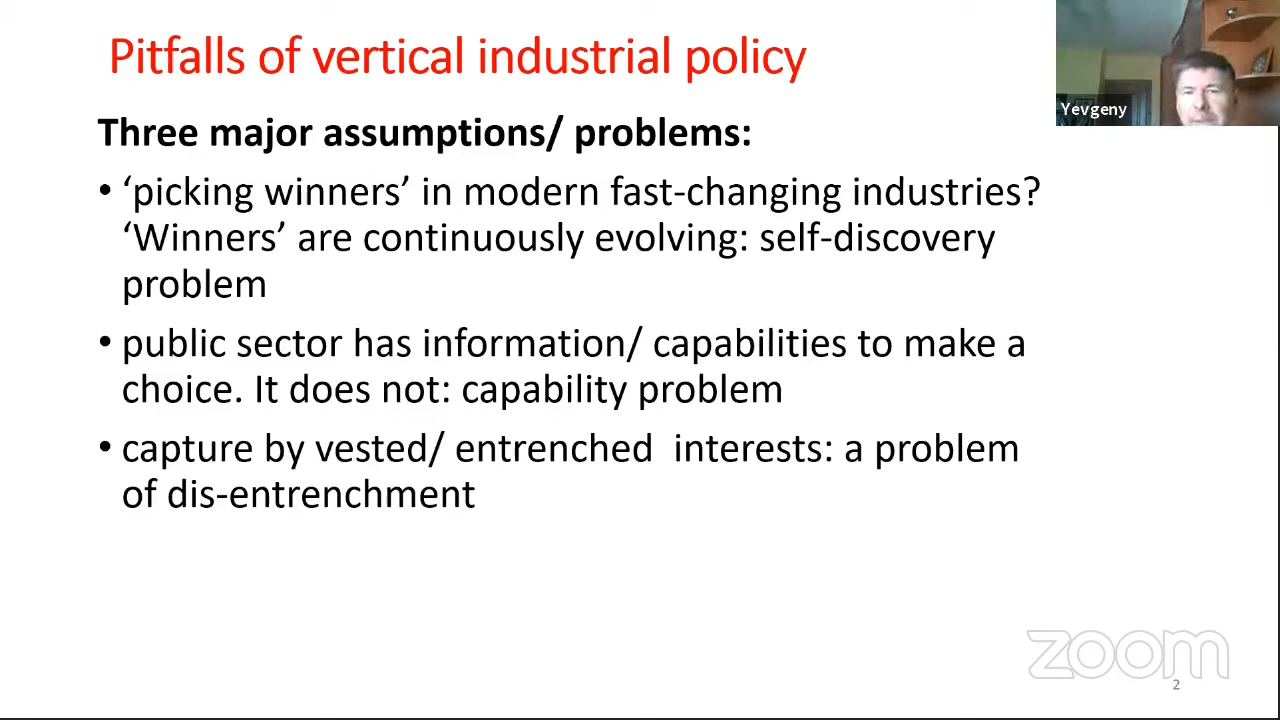 Pitfalls of vertical industrial policy
Yevgeny
Three major assumptions/ problems:
• ‘picking winners’ in modern fast-changing industries?
‘Winners’ are continuously evolving: self-discovery
problem
• public sector has information/ capabilities to make a
choice. It does not: capability problem
• capture by vested/ entrenched interests: a problem
of dis-entrenchment
zoom
2